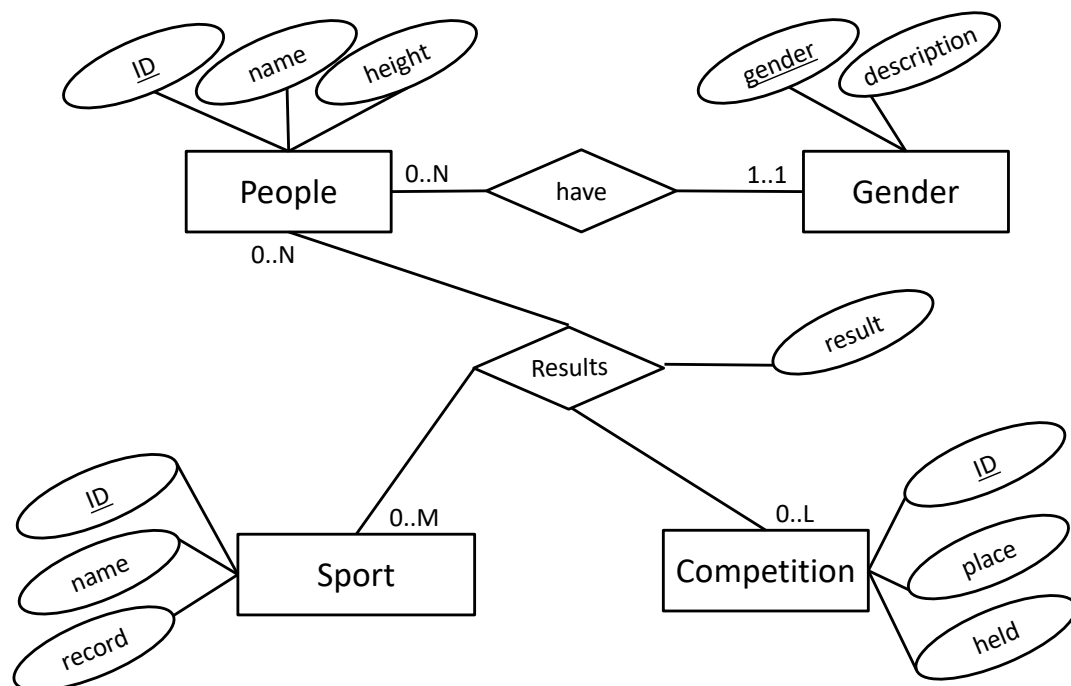 ID
name
height
gender
description
People
0..N
have
1..1
Gender
0..N
Results
result
ID
name
record
0..M
Sport
0..L
Competition
ID
place
held